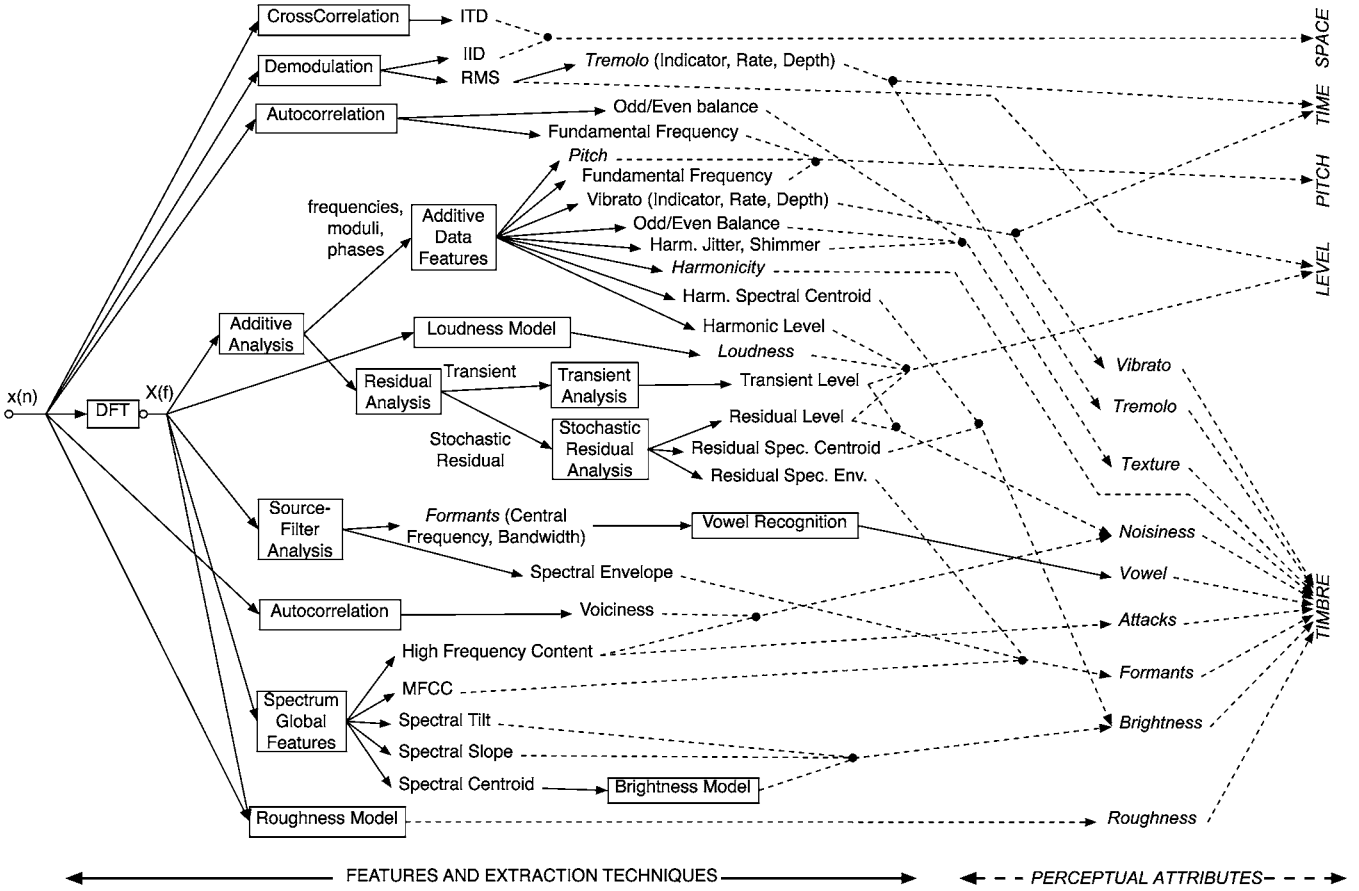 CrossCorrelation
ITD
SPACE
Demodulation
IID
RMS
Tremolo (Indicator, Rate, Depth)
TIME
Autocorrelation
Odd/Even balance
Fundamental Frequency
Pitch
Fundamental Frequency
PITCH
Vibrato (Indicator, Rate, Depth)
frequencies,
moduli,
phases
Additive
Data
Features
Odd/Even Balance
Harm. Jitter, Shimmer
Harmonicity
LEVEL
Harm. Spectral Centroid
Harmonic Level
Additive
Analysis
Loudness Model
Loudness
Vibrato
Residual
Analysis
Transient
Transient
Analysis
Transient Level
x(n)
DFT
X(f)
Tremolo
Stochastic
Residual
Stochastic
Residual
Analysis
Residual Level
Residual Spec. Centroid
Residual Spec. Env.
Texture
Source-
Filter
Analysis
Formants (Central
Frequency, Bandwidth)
Vowel Recognition
Noisiness
Spectral Envelope
Vowel
Autocorrelation
Voiciness
Attacks
TIMBRE
High Frequency Content
Formants
MFCC
Spectrum
Global
Features
Spectral Tilt
Brightness
Spectral Slope
Spectral Centroid
Brightness Model
Roughness Model
Roughness
FEATURES AND EXTRACTION TECHNIQUES
PERCEPTUAL ATTRIBUTES